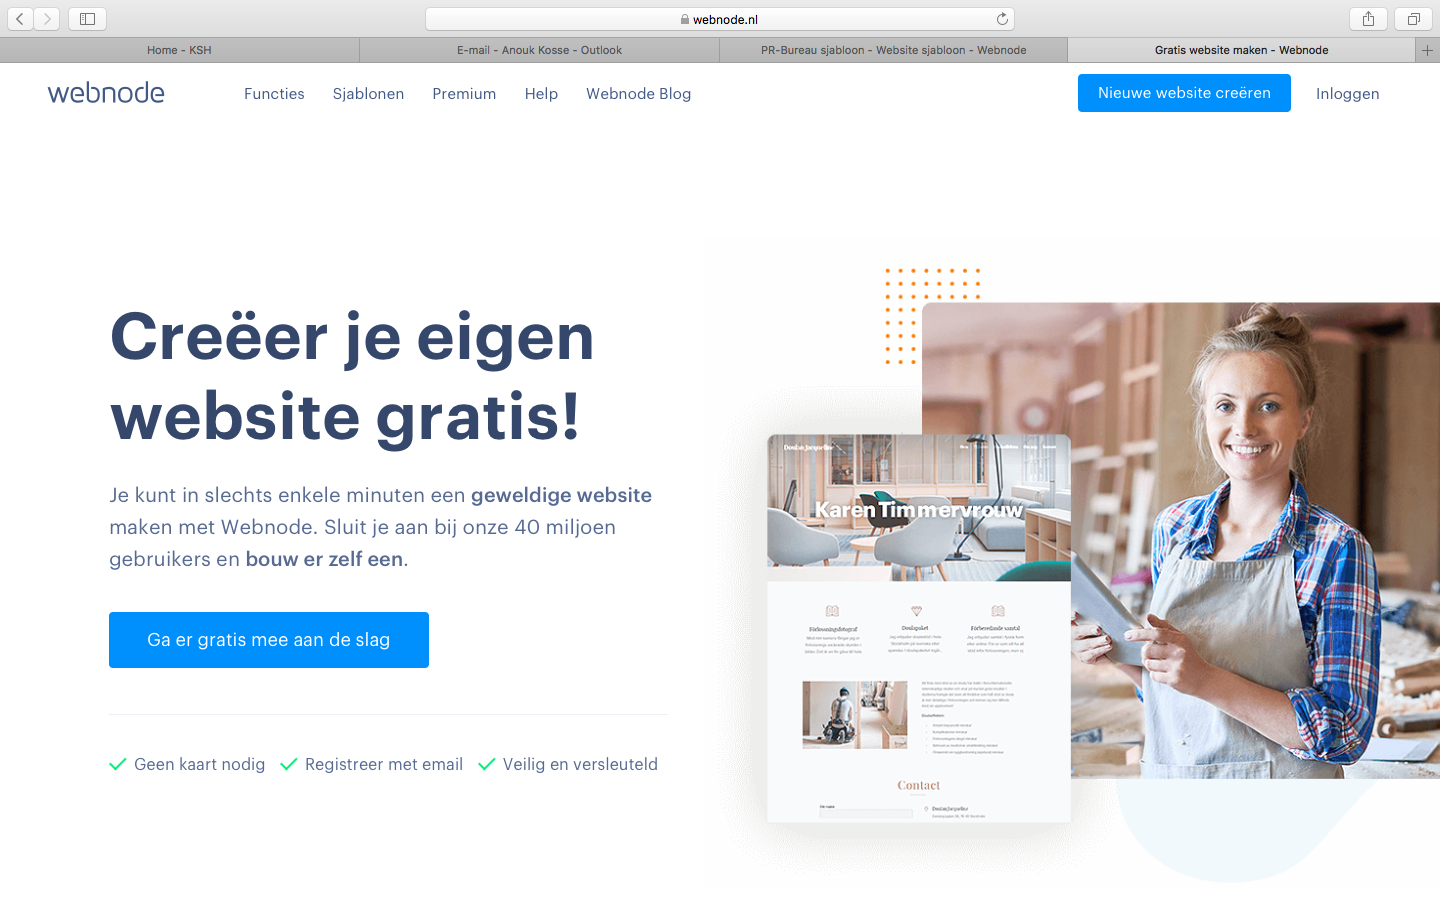 webnode.nl
Home - KSH
E-mail - Anouk Kosse - Outlook
PR-Bureau sjabloon - Website sjabloon - Webnode
Gratis website maken - Webnode
webnode
Functies
Sjablonen
Premium
Help
Webnode Blog
Nieuwe website creëren
Inloggen
Creëer je eigen
website gratis!
Je kunt in slechts enkele minuten een geweldige website
maken met Webnode. Sluit je aan bij onze 40 miljoen
gebruikers en bouw er zelf een.
Ga er gratis mee aan de slag
Geen kaart nodig
Registreer met email
Veilig en versleuteld
Karen Timmervrouw
Förlossningsfotograf
Doulapaket
Förberedande samtal
Contact